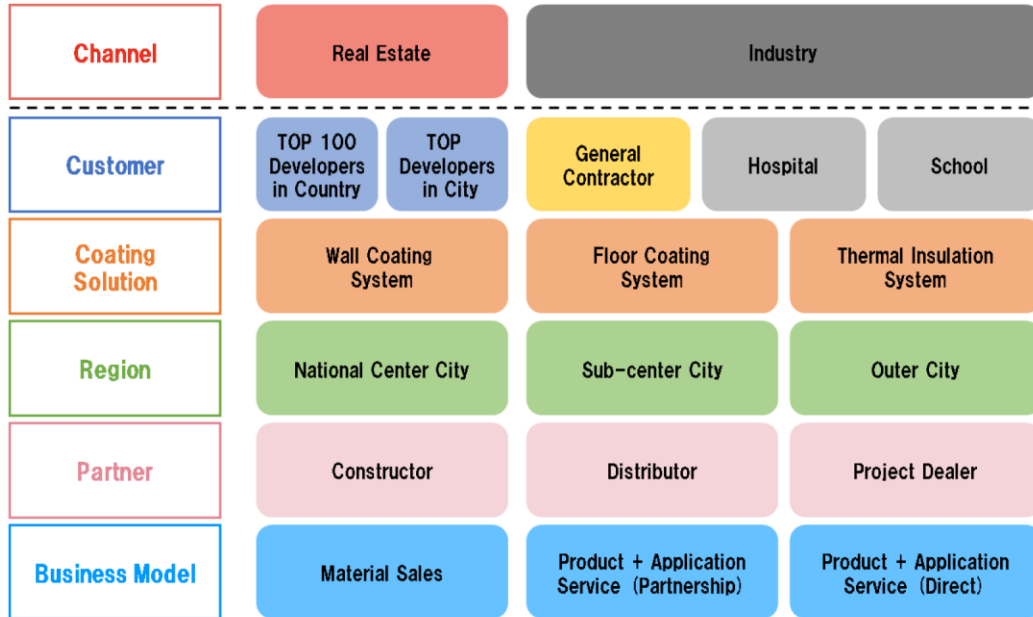 Channel
Real Estate
Industry
Customer
TOP 100
Developers
in Country
TOP
Developers
in City
General
Contractor
Hospital
School
Coating
Solution
Wall Coating
System
Floor Coating
System
Thermal Insulation
System
Region
National Center City
Sub-center City
Outer City
Partner
Constructor
Distributor
Project Dealer
Business Model
Material Sales
Product + Application
Service (Partnership)
Product + Application
Service (Direct)